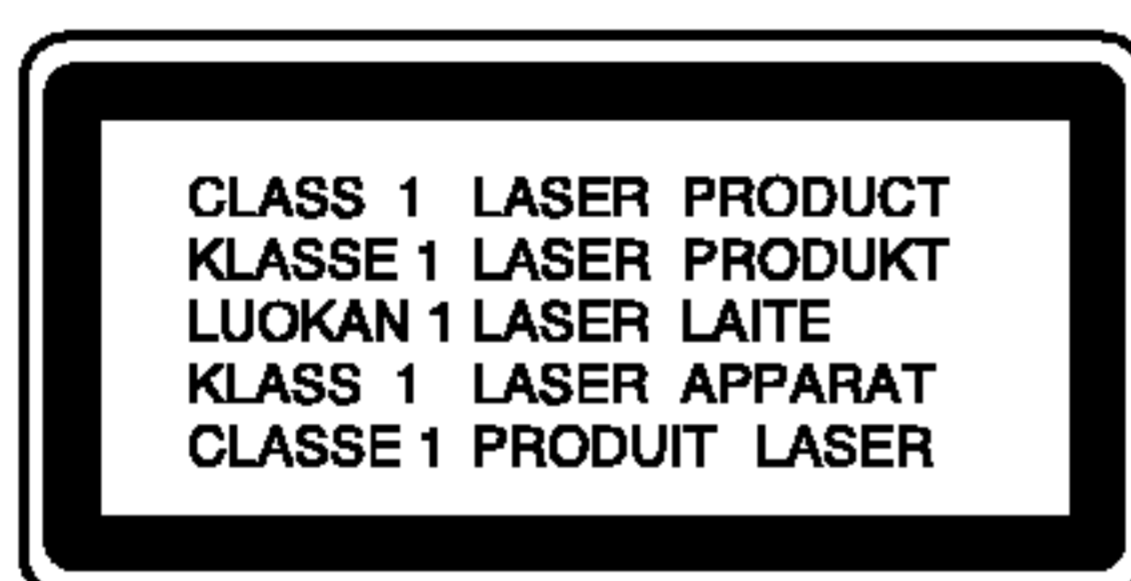 CLASS 1 LASER PRODUCT
KLASSE 1 LASER PRODUKT
LUOKAN 1 LASER LAITE
KLASS 1 LASER APPARAT
CLASSE 1 PRODUIT LASER